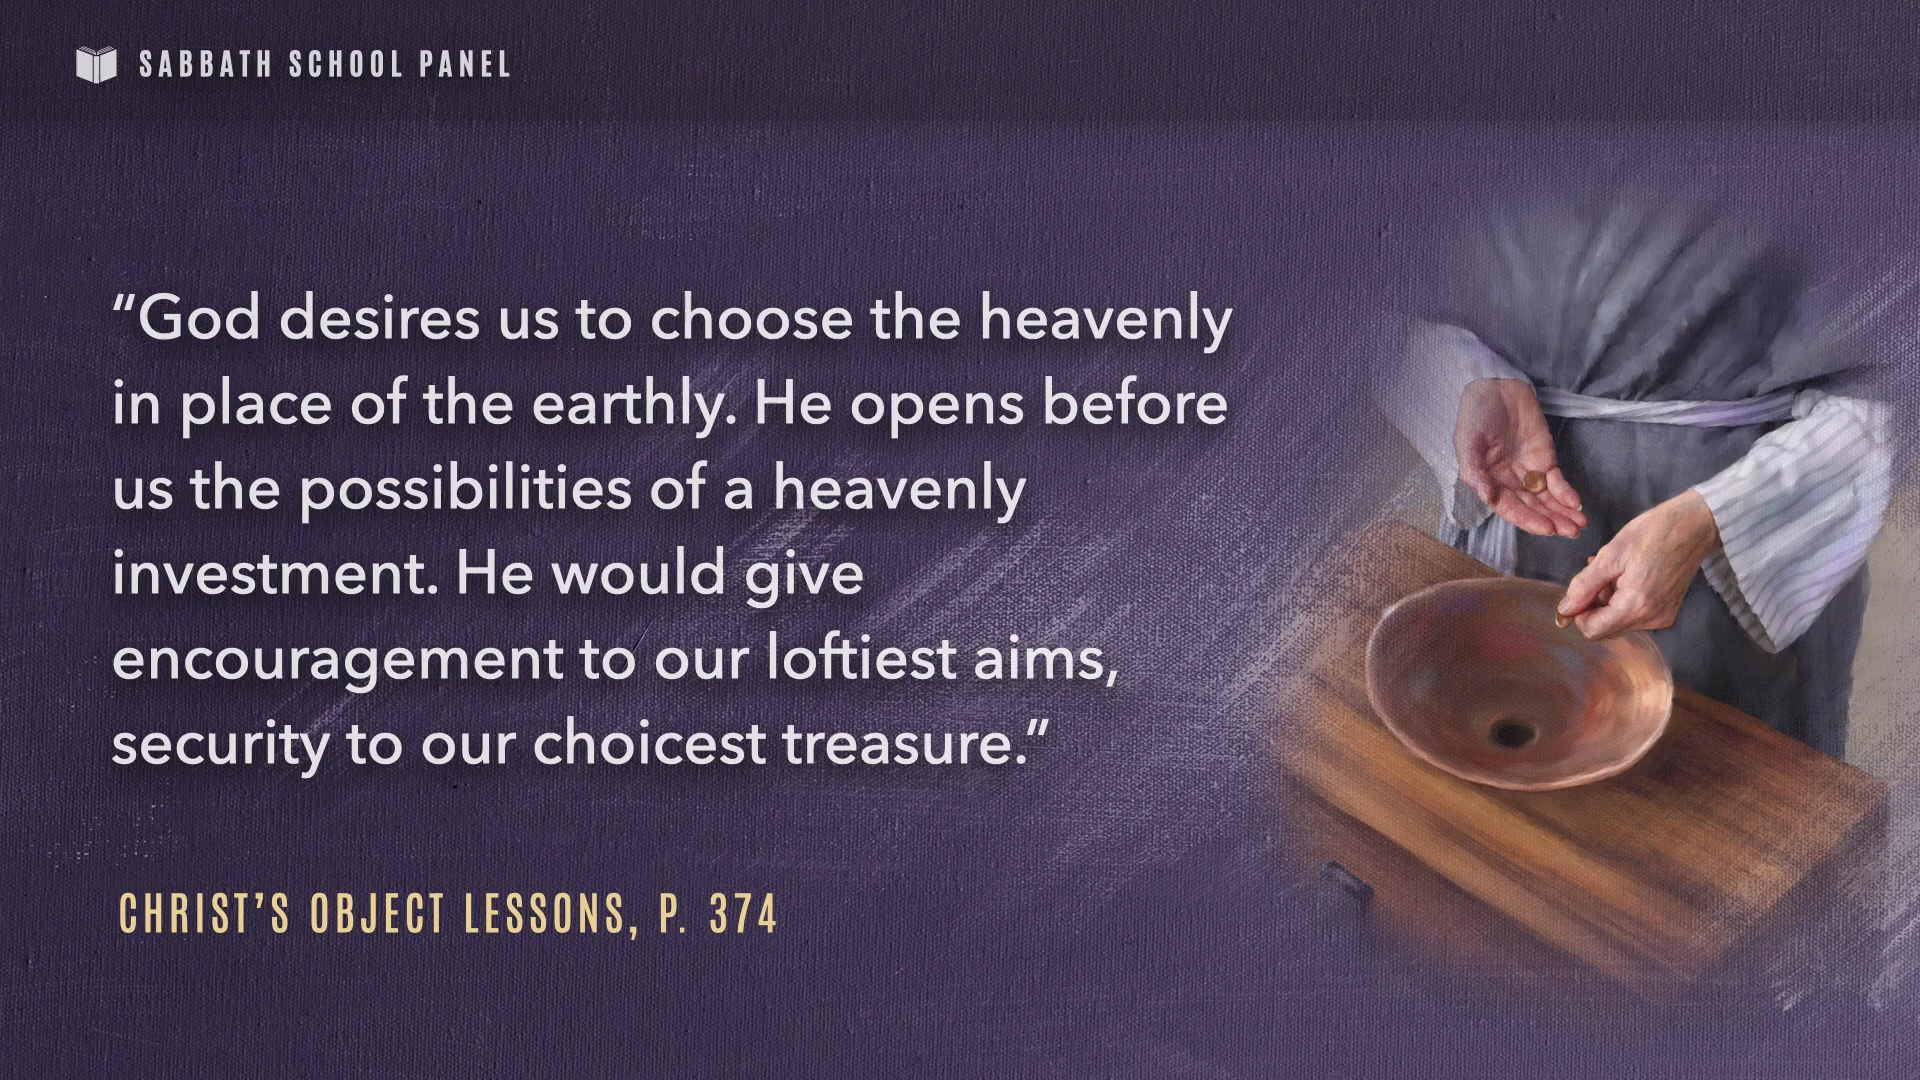 SABBATH SCHOOL PANEL
“God desires us to choose the heavenly
in place of the earthly. He opens before
us the possibilities of a heavenly
investment. He would give
encouragement to our loftiest aims,
security to our choicest treasure.”
CHRIST’S OBJECT LESSONS, P. 374